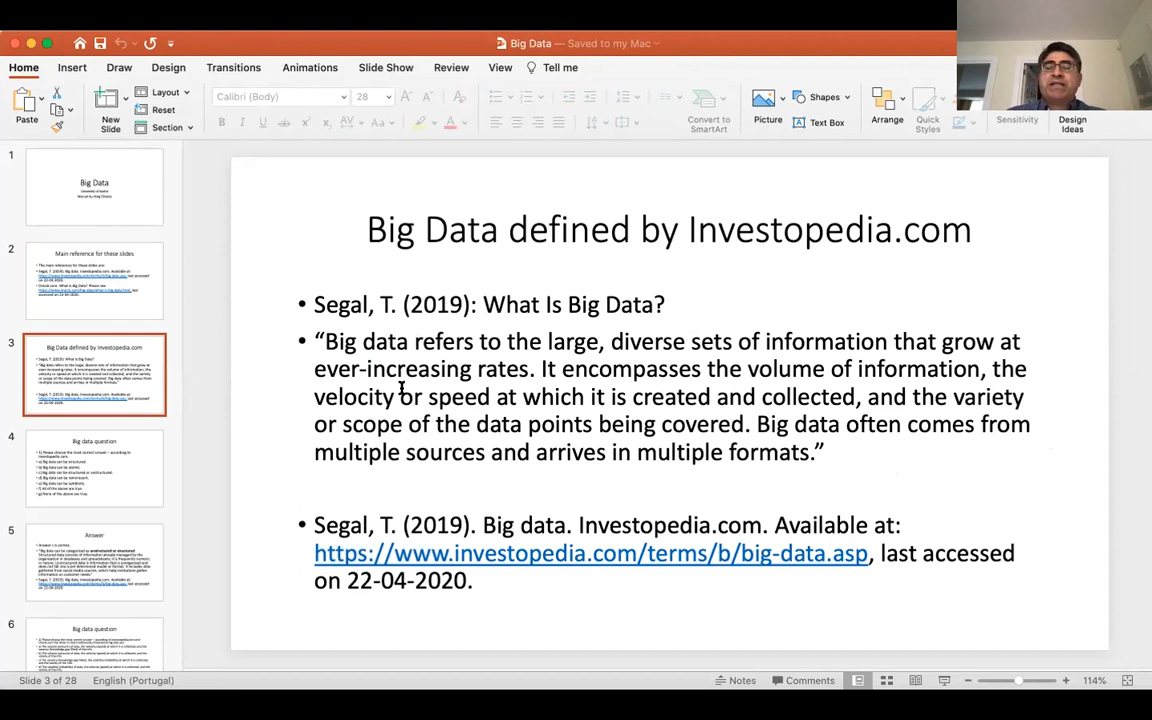 Big Data — Saved to my Mac
Home Insert Draw Design Transitions Animations Slide Show Review View Tell me
Paste
New
Slide
Layout
Reset
Section
Calibri (Body) 28
Convert to
SmartArt
Picture
Shapes
Text Box
Arrange
Quick
Styles
Sensitivity
Design
Ideas
1
Big Data
2
Main reference for these slides
3
Big Data defined by Investopedia.com
4
Big data question
5
Answer
6
Big data question
Big Data defined by Investopedia.com
• Segal, T. (2019): What Is Big Data?
• “Big data refers to the large, diverse sets of information that grow at
ever-increasing rates. It encompasses the volume of information, the
velocity or speed at which it is created and collected, and the variety
or scope of the data points being covered. Big data often comes from
multiple sources and arrives in multiple formats.”
• Segal, T. (2019). Big data. Investopedia.com. Available at:
https://www.investopedia.com/terms/b/big-data.asp, last accessed
on 22-04-2020.
Slide 3 of 28 English (Portugal)
Notes Comments 114%